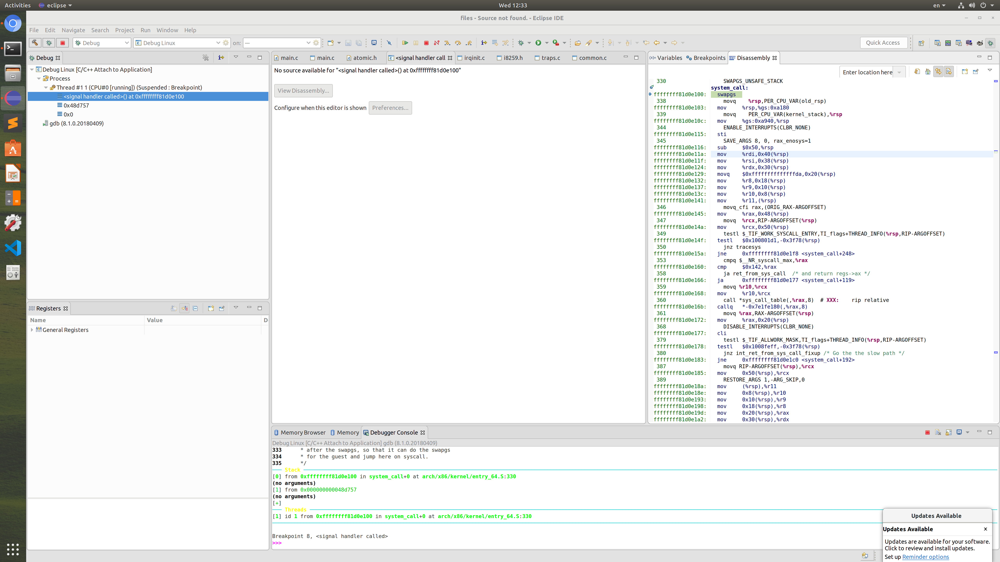 Activities eclipse Wed 12:33 en
files - Source not found. - Eclipse IDE
File Edit Navigate Search Project Run Window Help
Debug Debug Linux on: --- Quick Access
Debug
Debug Linux [C/C++ Attach to Application]
Process
Thread #1 1 (CPU#0 [running]) (Suspended : Breakpoint)
<signal handler called>() at 0xffffffff81d0e100
0x48d757
0x0
gdb (8.1.0.20180409)
Registers
Name Value D
General Registers
main.c main.c atomic.h <signal handler call irqinit.c i8259.h traps.c common.c
No source available for "<signal handler called>() at 0xffffffff81d0e100"
View Disassembly...
Configure when this editor is shown Preferences...
Variables Breakpoints Disassembly
Enter location here
330 SWAPGS_UNSAFE_STACK
system_call:
ffffffff81d0e100: swapgs
338 movq %rsp,PER_CPU_VAR(old_rsp)
ffffffff81d0e103: mov %rsp,%gs:0xa180
339 movq PER_CPU_VAR(kernel_stack),%rsp
ffffffff81d0e10c: mov %gs:0xa940,%rsp
344 ENABLE_INTERRUPTS(CLBR_NONE)
ffffffff81d0e115: sti
345 SAVE_ARGS 8, 0, rax_enosys=1
ffffffff81d0e116: sub $0x50,%rsp
ffffffff81d0e11a: mov %rdi,0x40(%rsp)
ffffffff81d0e11f: mov %rsi,0x38(%rsp)
ffffffff81d0e124: mov %rdx,0x30(%rsp)
ffffffff81d0e129: movq $0xffffffffffffffda,0x20(%rsp)
ffffffff81d0e132: mov %r8,0x18(%rsp)
ffffffff81d0e137: mov %r9,0x10(%rsp)
ffffffff81d0e13c: mov %r10,0x8(%rsp)
ffffffff81d0e141: mov %r11,(%rsp)
346 movq_cfi rax,(ORIG_RAX-ARGOFFSET)
ffffffff81d0e145: mov %rax,0x48(%rsp)
347 movq %rcx,RIP-ARGOFFSET(%rsp)
ffffffff81d0e14a: mov %rcx,0x50(%rsp)
349 testl $_TIF_WORK_SYSCALL_ENTRY,TI_flags+THREAD_INFO(%rsp,RIP-ARGOFFSET)
ffffffff81d0e14f: testl $0x100801d1,-0x3f78(%rsp)
350 jnz tracesys
ffffffff81d0e15a: jne 0xffffffff81d0e1f8 <system_call+248>
353 cmpq $__NR_syscall_max,%rax
ffffffff81d0e160: cmp $0x142,%rax
358 ja ret_from_sys_call /* and return regs->ax */
ffffffff81d0e166: ja 0xffffffff81d0e177 <system_call+119>
359 movq %r10,%rcx
ffffffff81d0e168: mov %r10,%rcx
360 call *sys_call_table(,%rax,8) # XXX: rip relative
ffffffff81d0e16b: callq *-0x7e1fe180(,%rax,8)
361 movq %rax,RAX-ARGOFFSET(%rsp)
ffffffff81d0e172: mov %rax,0x20(%rsp)
368 DISABLE_INTERRUPTS(CLBR_NONE)
ffffffff81d0e177: cli
379 testl $_TIF_ALLWORK_MASK,TI_flags+THREAD_INFO(%rsp,RIP-ARGOFFSET)
ffffffff81d0e178: testl $0x1008feff,-0x3f78(%rsp)
380 jnz int_ret_from_sys_call_fixup /* Go the the slow path */
ffffffff81d0e183: jne 0xffffffff81d0e1c0 <system_call+192>
387 movq RIP-ARGOFFSET(%rsp),%rcx
ffffffff81d0e185: mov 0x50(%rsp),%rcx
389 RESTORE_ARGS 1,-ARG_SKIP,0
ffffffff81d0e18a: mov (%rsp),%r11
ffffffff81d0e18e: mov 0x8(%rsp),%r10
ffffffff81d0e193: mov 0x10(%rsp),%r9
ffffffff81d0e198: mov 0x18(%rsp),%r8
ffffffff81d0e19d: mov 0x20(%rsp),%rax
ffffffff81d0e1a2: mov 0x30(%rsp),%rdx
Memory Browser Memory Debugger Console
Debug Linux [C/C++ Attach to Application] gdb (8.1.0.20180409)
333 * after the swapgs, so that it can do the swapgs
334 * for the guest and jump here on syscall.
335 */
Stack
[0] from 0xffffffff81d0e100 in system_call+0 at arch/x86/kernel/entry_64.S:330
(no arguments)
[1] from 0x000000000048d757
(no arguments)
[+]
Threads
[1] id 1 from 0xffffffff81d0e100 in system_call+0 at arch/x86/kernel/entry_64.S:330
Breakpoint 8, <signal handler called>
>>>
Updates Available
Updates Available
Updates are available for your software.
Click to review and install updates.
Set up Reminder options